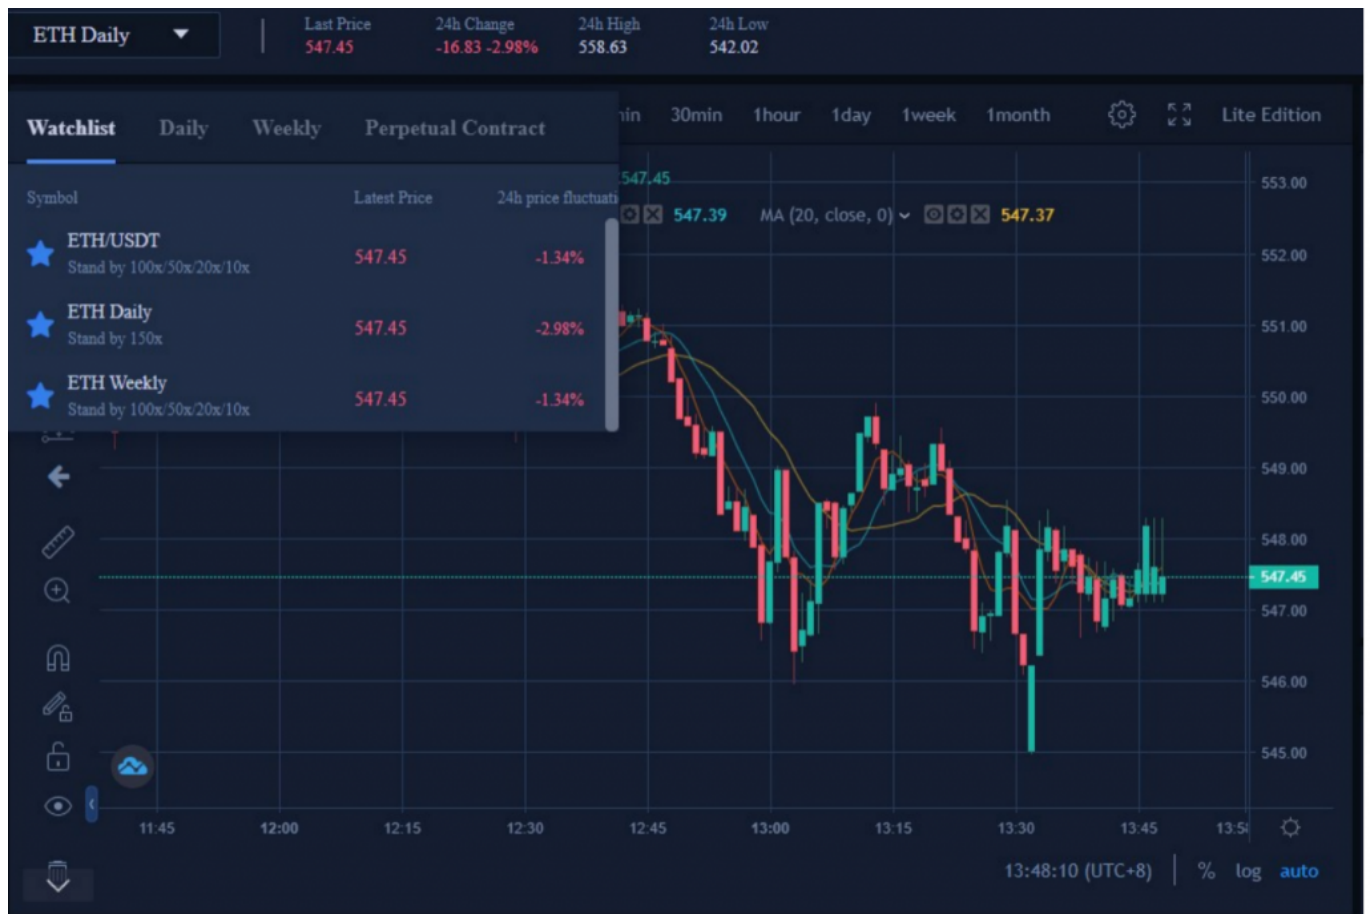 ETH Daily
Last Price 24h Change 24h High 24h Low
547.45 -16.83 -2.98% 558.63 542.02
Watchlist Daily Weekly Perpetual Contract
30min 1hour 1day 1week 1month Lite Edition
Symbol Latest Price 24h price fluctuati
547.45
547.39 MA (20, close, 0) 547.37
ETH/USDT
Stand by 100x/50x/20x/10x
547.45 -1.34%
ETH Daily
Stand by 150x
547.45 -2.98%
ETH Weekly
Stand by 100x/50x/20x/10x
547.45 -1.34%
553.00
552.00
551.00
550.00
549.00
548.00
547.45
547.00
546.00
545.00
11:45 12:00 12:15 12:30 12:45 13:00 13:15 13:30 13:45 13:58
13:48:10 (UTC+8) % log auto